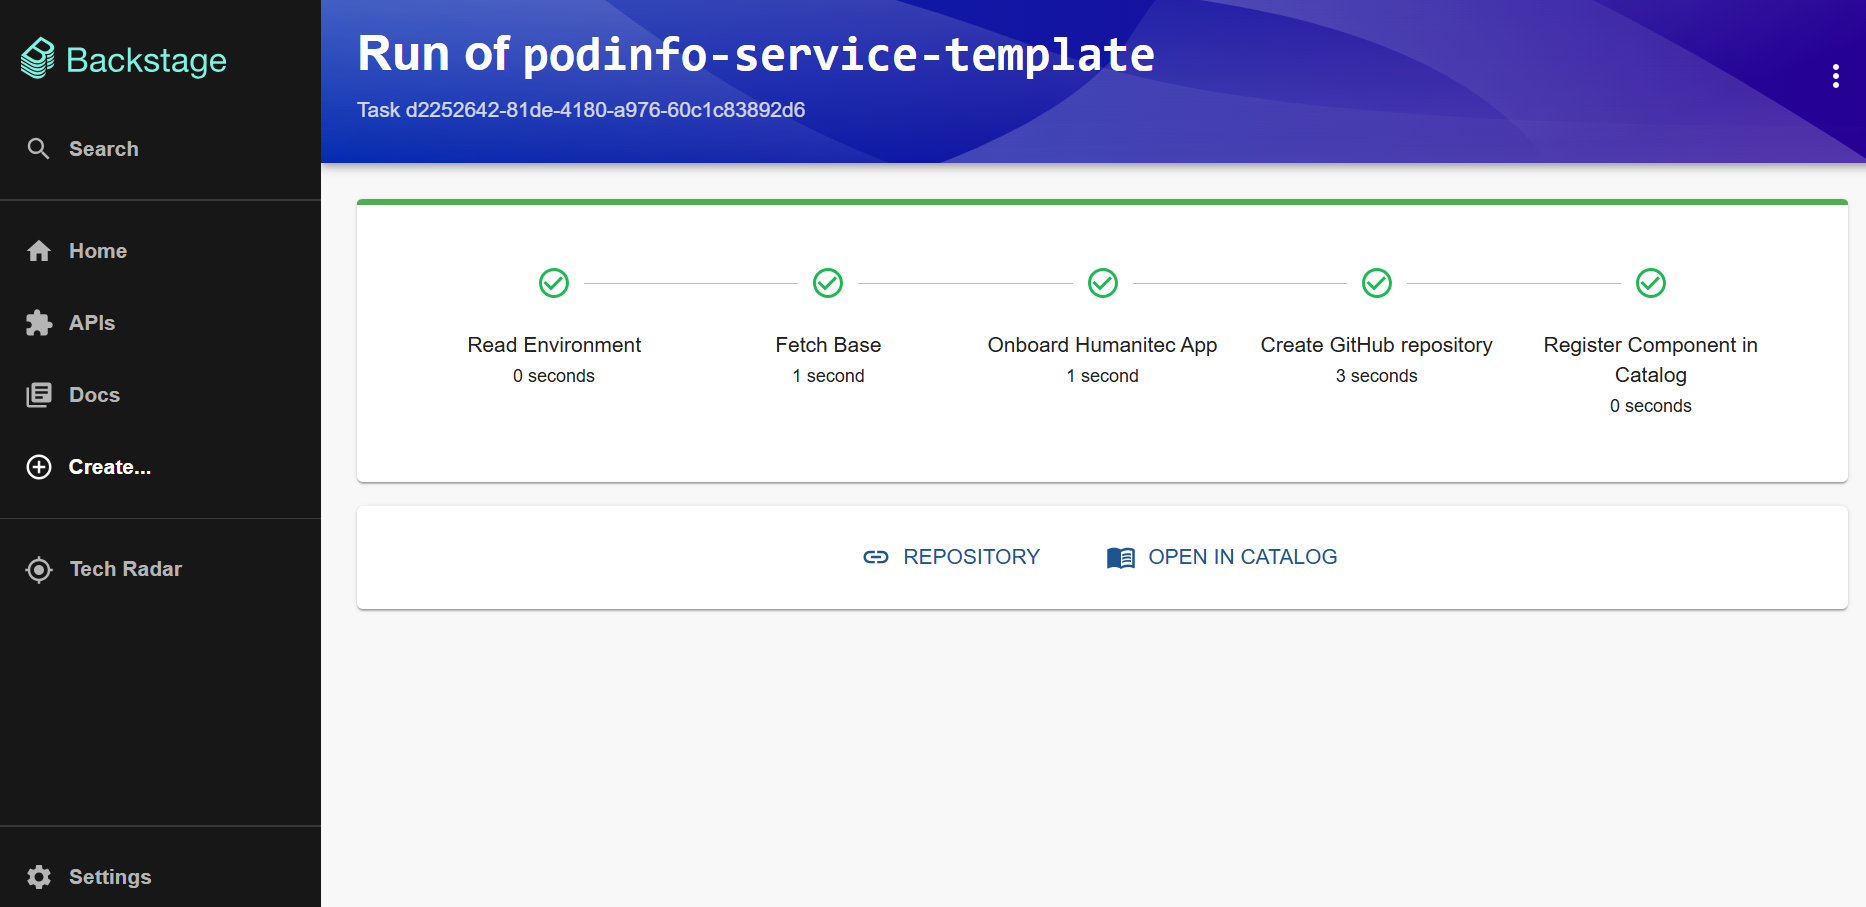 Backstage
Search
Home
APIs
Docs
Create...
Tech Radar
Settings
Run of podinfo-service-template
Task d2252642-81de-4180-a976-60c1c83892d6
Read Environment
0 seconds
Fetch Base
1 second
Onboard Humanitec App
1 second
Create GitHub repository
3 seconds
Register Component in
Catalog
0 seconds
REPOSITORY
OPEN IN CATALOG